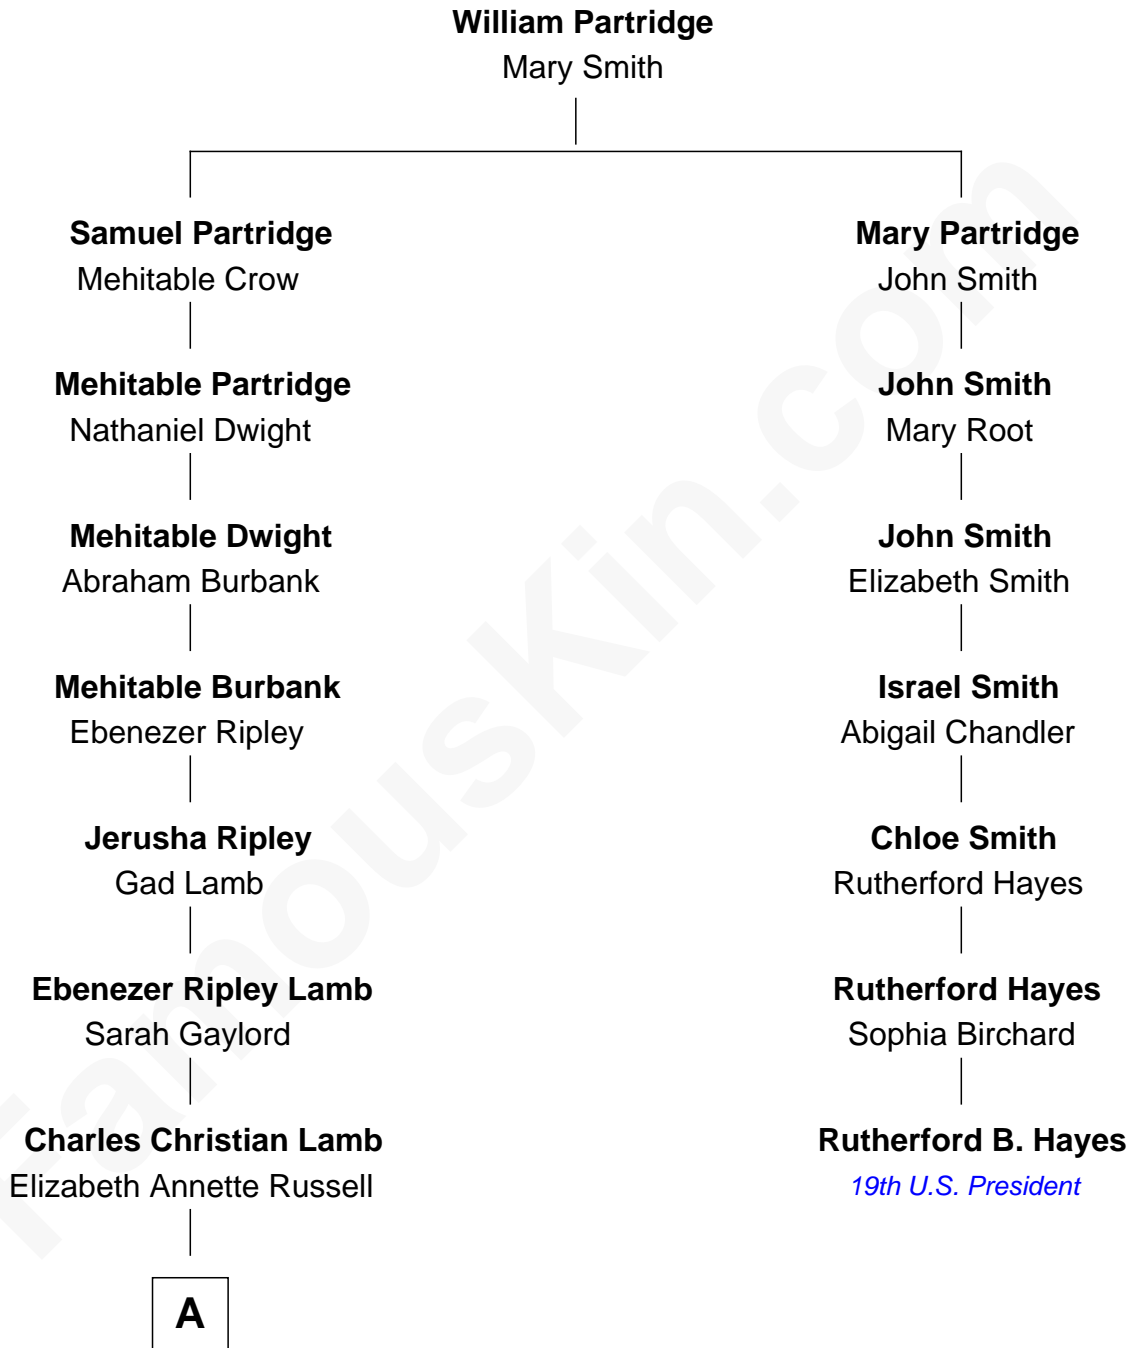 William Partridge
Mary Smith
Samuel Partridge
Mehitable Crow
Mary Partridge
John Smith
Mehitable Partridge
Nathaniel Dwight
John Smith
Mary Root
Mehitable Dwight
Abraham Burbank
John Smith
Elizabeth Smith
Mehitable Burbank
Ebenezer Ripley
Israel Smith
Abigail Chandler
Jerusha Ripley
Gad Lamb
Chloe Smith
Rutherford Hayes
Ebenezer Ripley Lamb
Sarah Gaylord
Rutherford Hayes
Sophia Birchard
Charles Christian Lamb
Elizabeth Annette Russell
Rutherford B. Hayes
19th U.S. President
A
FamousKin.com